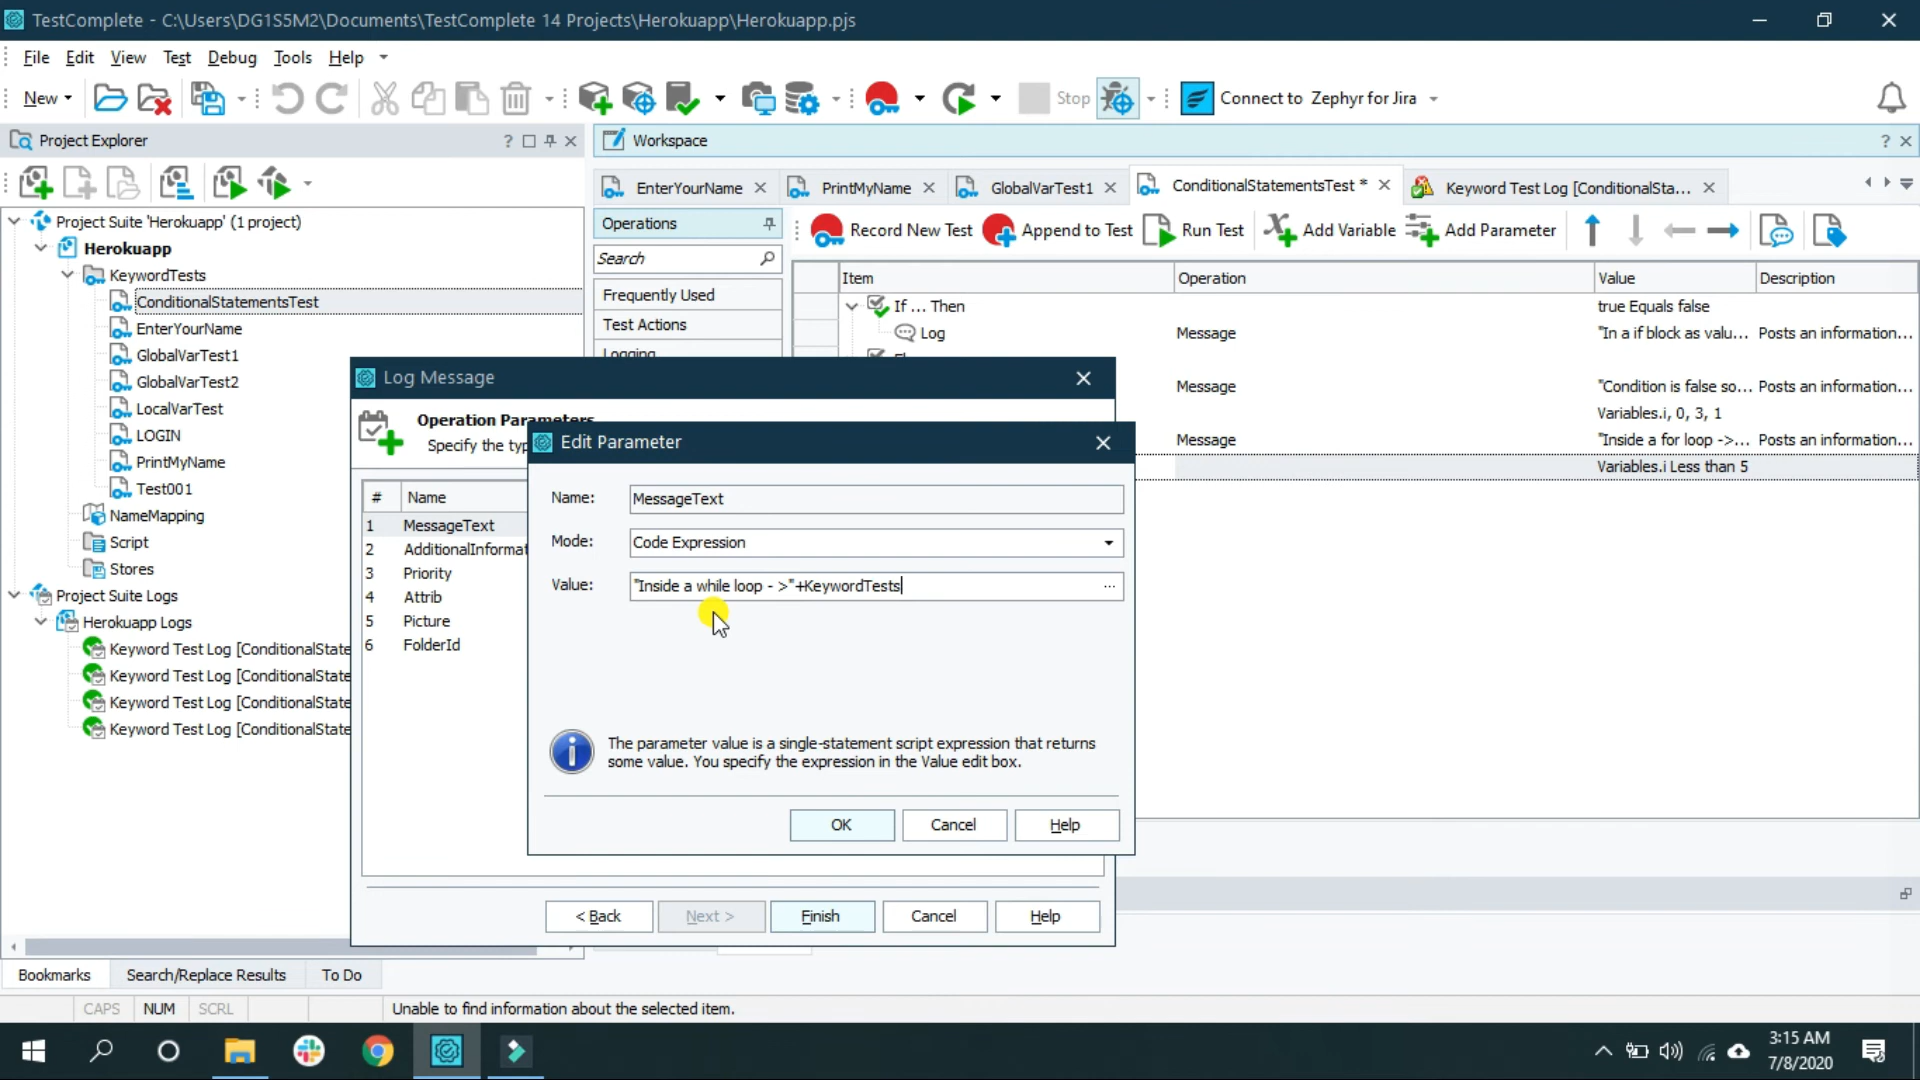 TestComplete - C:\Users\DG1S5M2\Documents\TestComplete 14 Projects\Herokuapp\Herokuapp.pjs
File Edit View Test Debug Tools Help
New Stop Connect to Zephyr for Jira
Project Explorer ?
Workspace ?
EnterYourName PrintMyName GlobalVarTest1 ConditionalStatementsTest * Keyword Test Log [ConditionalSta...
Operations
Record New Test Append to Test Run Test Add Variable Add Parameter
Search
Frequently Used
Test Actions
Logging
Item Operation Value Description
If ... Then true Equals false
Log Message "In a if block as valu... Posts an information...
Message "Condition is false so... Posts an information...
Variables.i, 0, 3, 1
Message "Inside a for loop ->... Posts an information...
Variables.i Less than 5
Project Suite 'Herokuapp' (1 project)
Herokuapp
KeywordTests
ConditionalStatementsTest
EnterYourName
GlobalVarTest1
GlobalVarTest2
LocalVarTest
LOGIN
PrintMyName
Test001
NameMapping
Script
Stores
Project Suite Logs
Herokuapp Logs
Keyword Test Log [ConditionalState
Keyword Test Log [ConditionalState
Keyword Test Log [ConditionalState
Keyword Test Log [ConditionalState
Log Message
Operation Parameters
Specify the typ
# Name
1 MessageText
2 AdditionalInformat
3 Priority
4 Attrib
5 Picture
6 FolderId
< Back Next > Finish Cancel Help
Edit Parameter
Name: MessageText
Mode: Code Expression
Value: "Inside a while loop - >"+KeywordTests ...
The parameter value is a single-statement script expression that returns
some value. You specify the expression in the Value edit box.
OK Cancel Help
Bookmarks Search/Replace Results To Do
CAPS NUM SCRL Unable to find information about the selected item.
3:15 AM
7/8/2020